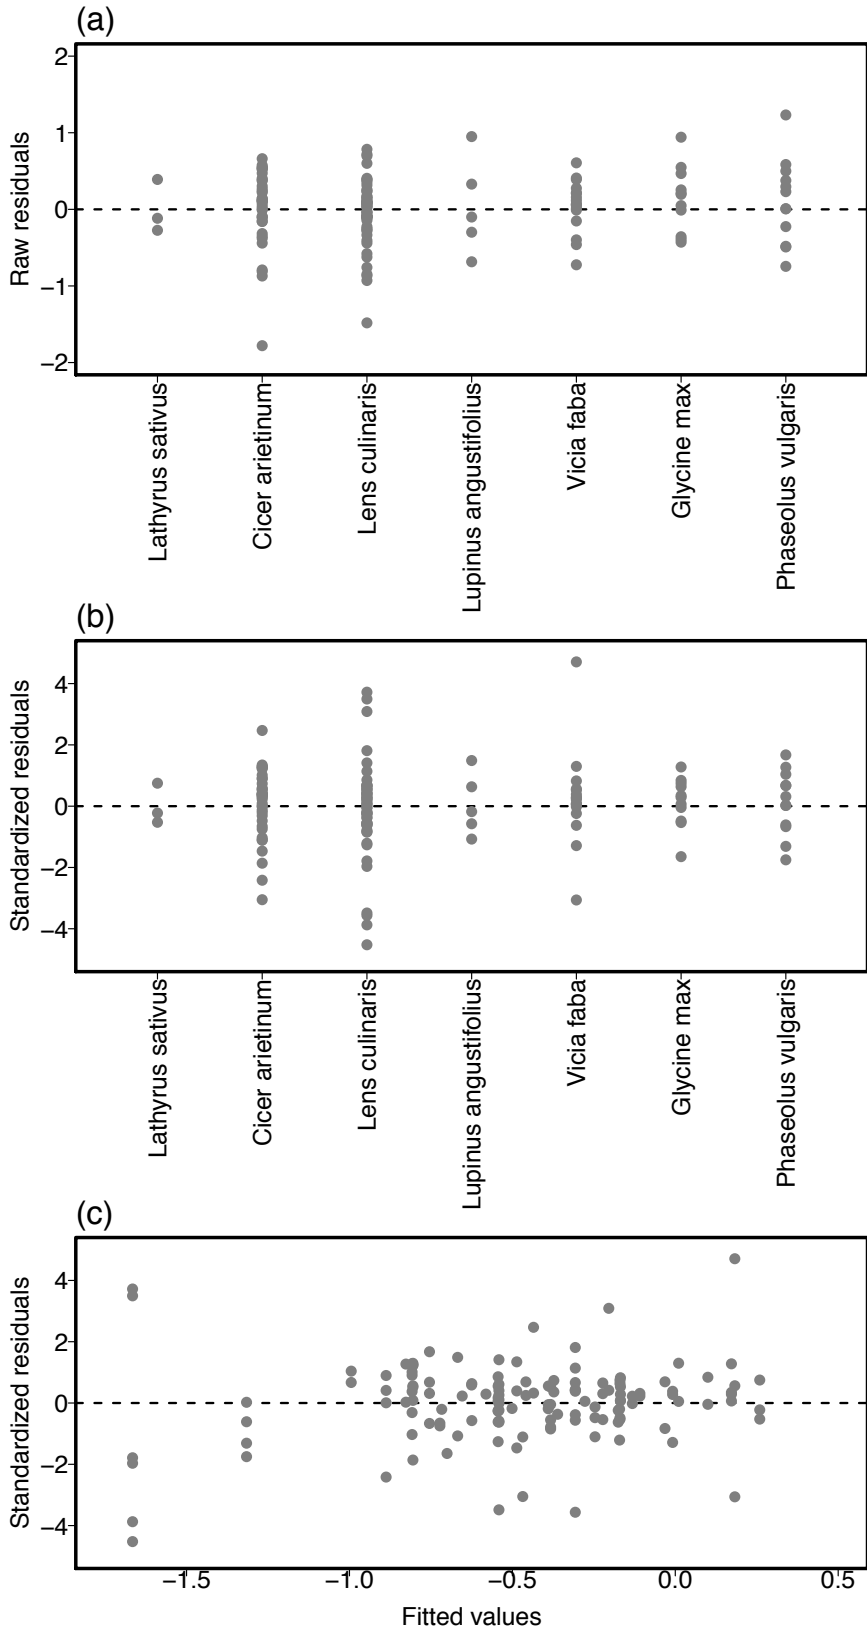 (a)
Raw residuals
2
1
0
−1
−2
Lathyrus sativus
Cicer arietinum
Lens culinaris
Lupinus angustifolius
Vicia faba
Glycine max
Phaseolus vulgaris
(b)
Standardized residuals
4
2
0
−2
−4
Lathyrus sativus
Cicer arietinum
Lens culinaris
Lupinus angustifolius
Vicia faba
Glycine max
Phaseolus vulgaris
(c)
Standardized residuals
4
2
0
−2
−4
−1.5 −1.0 −0.5 0.0 0.5
Fitted values